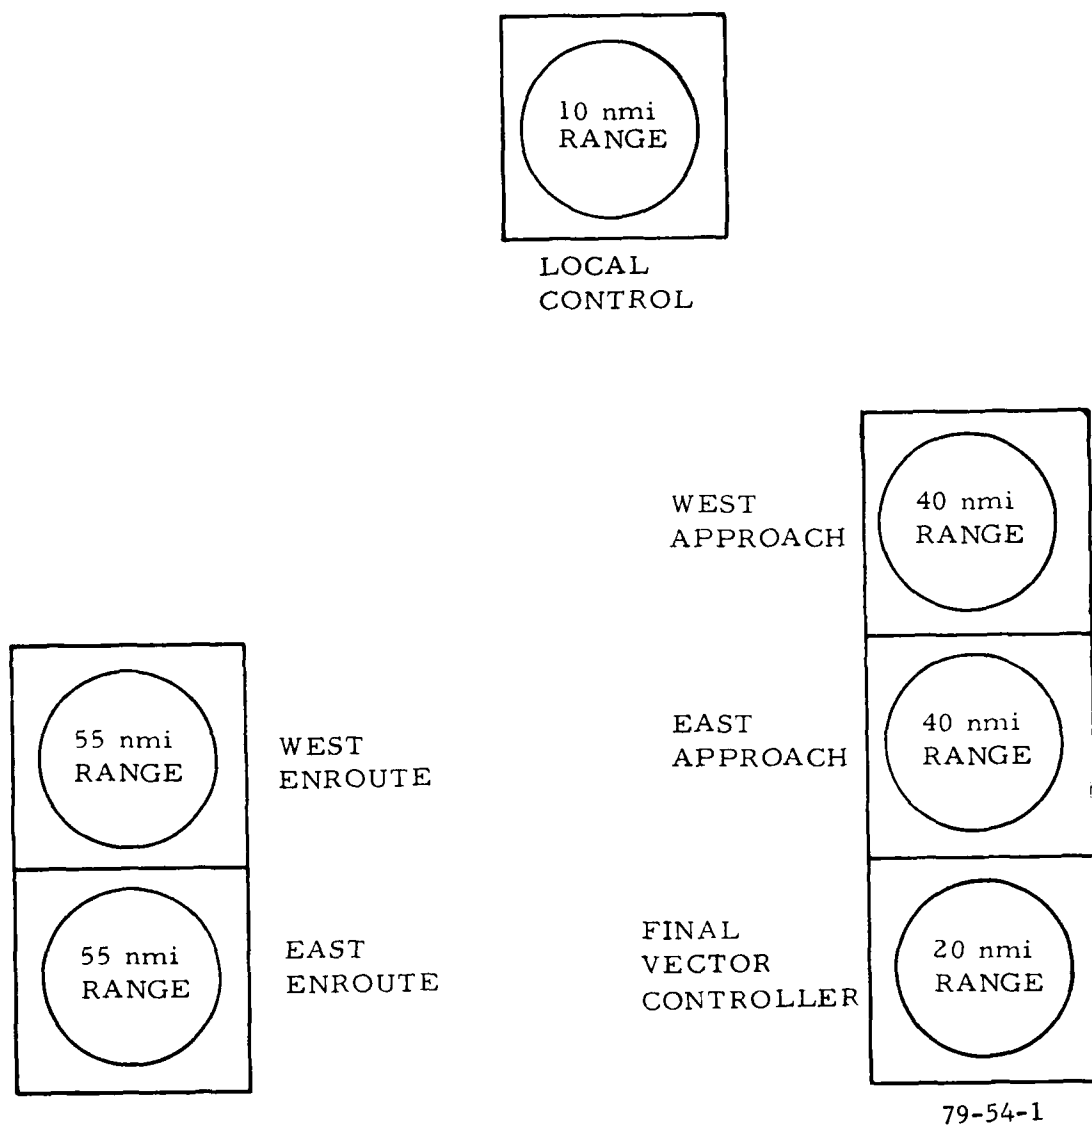 10 nmi
RANGE
LOCAL
CONTROL
WEST
APPROACH
40 nmi
RANGE
55 nmi
RANGE
WEST
ENROUTE
EAST
APPROACH
40 nmi
RANGE
55 nmi
RANGE
EAST
ENROUTE
FINAL
VECTOR
CONTROLLER
20 nmi
RANGE
79-54-1